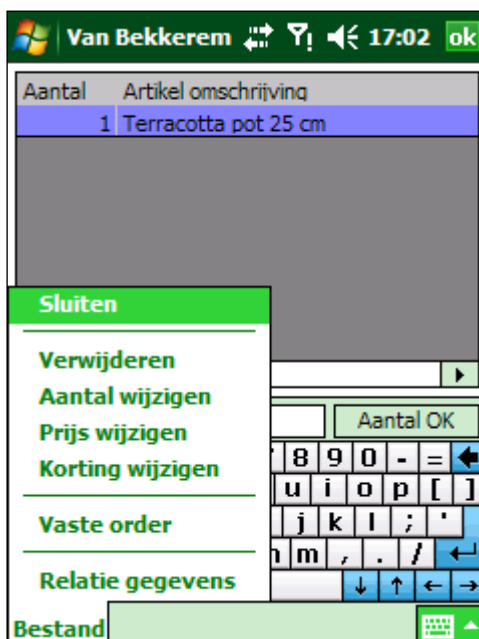 Van Bekkerem 17:02 ok
Aantal Artikel omschrijving
1 Terracotta pot 25 cm
Sluiten
Verwijderen
Aantal wijzigen
Prijs wijzigen
Korting wijzigen
Vaste order
Relatie gegevens
Aantal OK
8 9 0 - =
u i o p [ ]
j k l ; '
m , . /
Bestand